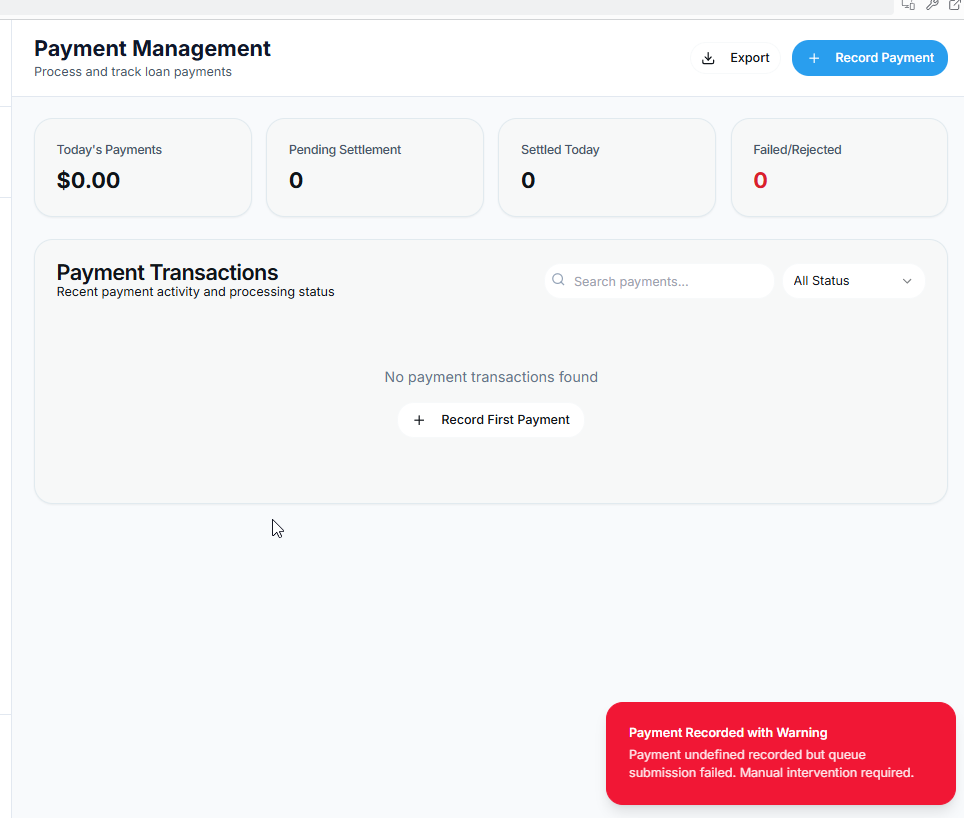 Payment Management
Process and track loan payments
Export
Record Payment
Today's Payments
$0.00
Pending Settlement
0
Settled Today
0
Failed/Rejected
0
Payment Transactions
Recent payment activity and processing status
Search payments...
All Status
No payment transactions found
Record First Payment
Payment Recorded with Warning
Payment undefined recorded but queue
submission failed. Manual intervention required.